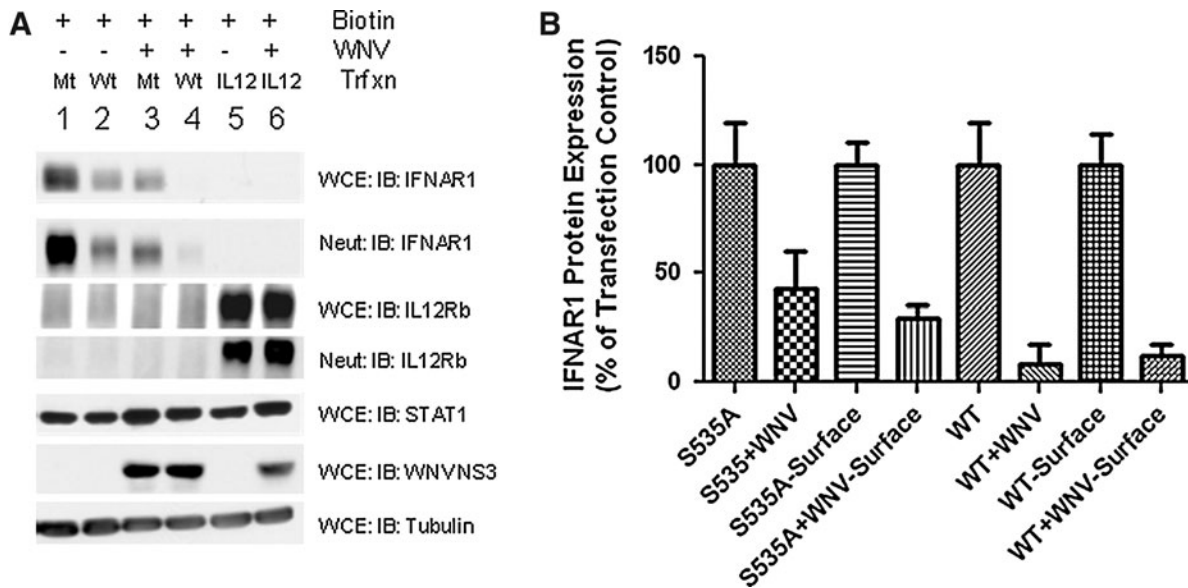 A
+ + + + + + Biotin
- - + + - + WNV
Mt Wt Mt Wt IL12 IL12 Trfxn
1 2 3 4 5 6
WCE: IB: IFNAR1
Neut: IB: IFNAR1
WCE: IB: IL12Rb
Neut: IB: IL12Rb
WCE: IB: STAT1
WCE: IB: WNVNS3
WCE: IB: Tubulin
B
IFNAR1 Protein Expression
(% of Transfection Control)
150
100
50
0
S535A
S535+WNV
S535A-Surface
S535A+WNV-Surface
WT
WT+WNV
WT-Surface
WT+WNV-Surface